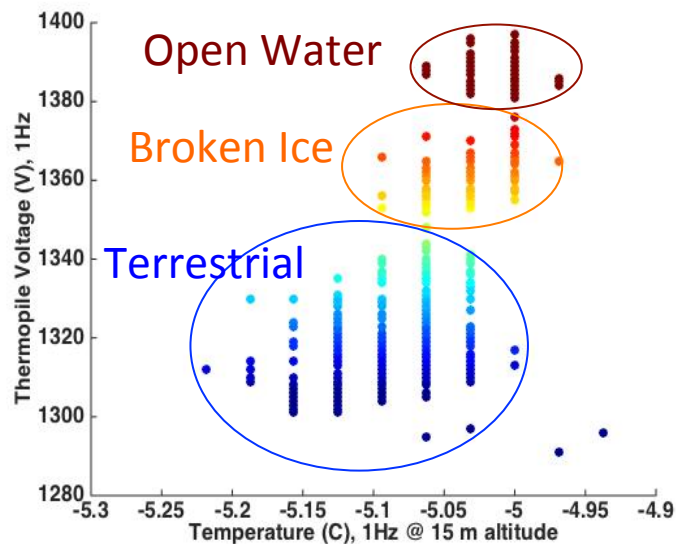 Open Water
Broken Ice
Terrestrial
Thermopile Voltage (V), 1Hz
1400
1380
1360
1340
1320
1300
1280
-5.3 -5.25 -5.2 -5.15 -5.1 -5.05 -5 -4.95 -4.9
Temperature (C), 1Hz @ 15 m altitude